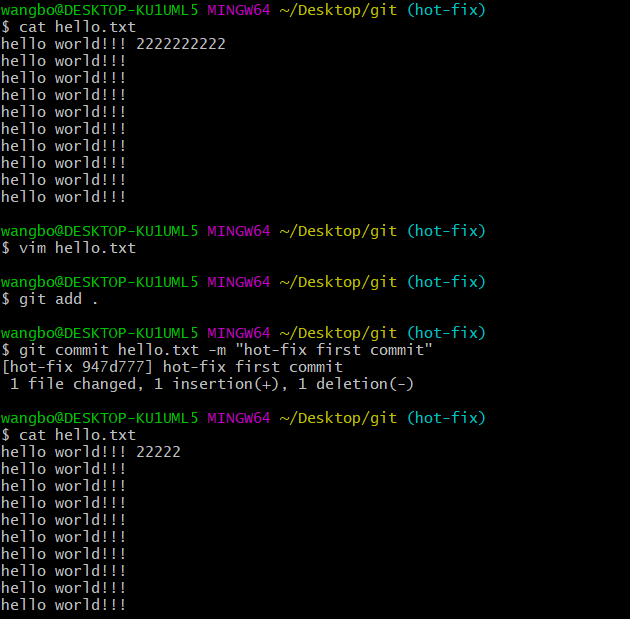 wangbo@DESKTOP-KU1UML5 MINGW64 ~/Desktop/git (hot-fix)
$ cat hello.txt
hello world!!! 2222222222
hello world!!!
hello world!!!
hello world!!!
hello world!!!
hello world!!!
hello world!!!
hello world!!!
hello world!!!
hello world!!!
wangbo@DESKTOP-KU1UML5 MINGW64 ~/Desktop/git (hot-fix)
$ vim hello.txt
wangbo@DESKTOP-KU1UML5 MINGW64 ~/Desktop/git (hot-fix)
$ git add .
wangbo@DESKTOP-KU1UML5 MINGW64 ~/Desktop/git (hot-fix)
$ git commit hello.txt -m "hot-fix first commit"
[hot-fix 947d777] hot-fix first commit
 1 file changed, 1 insertion(+), 1 deletion(-)
wangbo@DESKTOP-KU1UML5 MINGW64 ~/Desktop/git (hot-fix)
$ cat hello.txt
hello world!!! 22222
hello world!!!
hello world!!!
hello world!!!
hello world!!!
hello world!!!
hello world!!!
hello world!!!
hello world!!!
hello world!!!